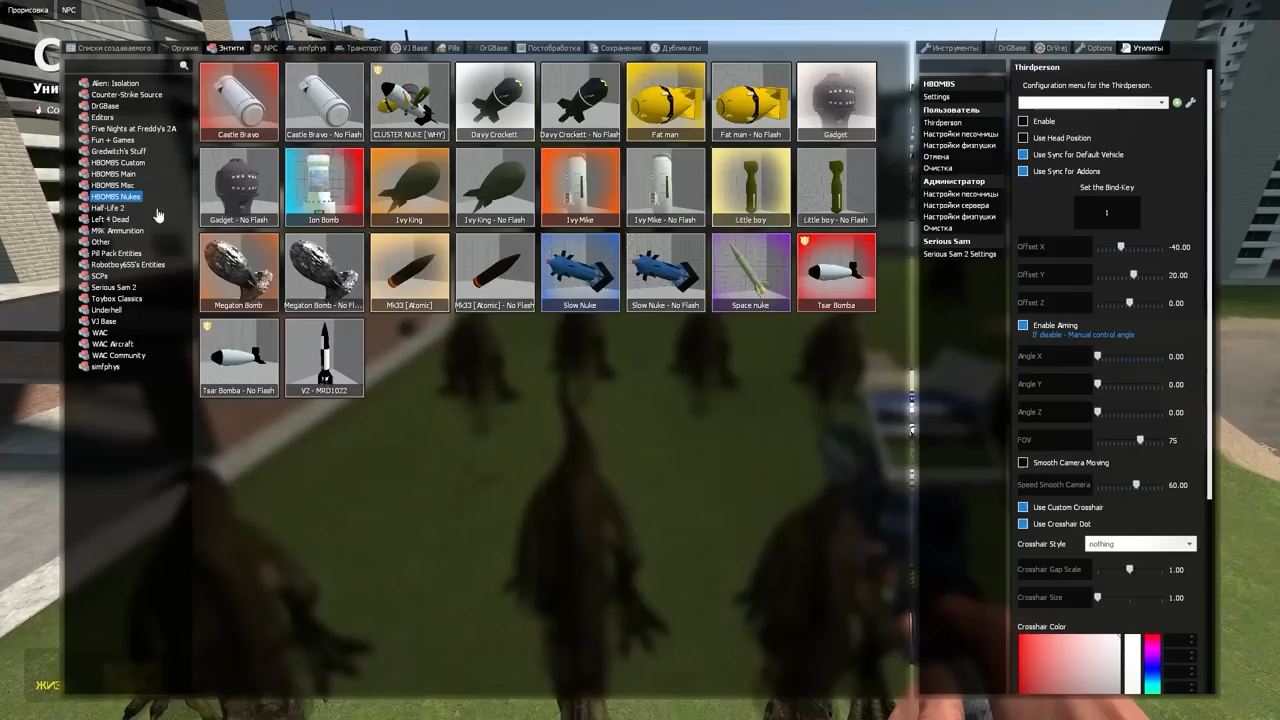 Прорисовка NPC
Списки создаваемого Оружие Энтити NPC simfphys Транспорт VJ Base Pills DrGBase Постобработка Сохранения Дубликаты
Alien: Isolation
Counter-Strike Source
DrGBase
Editors
Five Nights at Freddy's 2A
Fun + Games
Gredwitch's Stuff
HBOMBS Custom
HBOMBS Main
HBOMBS Misc
HBOMBS Nukes
Half-Life 2
Left 4 Dead
M9K Ammunition
Other
Pill Pack Entities
Robotboy655's Entities
SCPs
Serious Sam 2
Toybox Classics
Underhell
VJ Base
WAC
WAC Aircraft
WAC Community
simfphys
Castle Bravo
Castle Bravo - No Flash
CLUSTER NUKE [WHY]
Davy Crockett
Davy Crockett - No Flash
Fat man
Fat man - No Flash
Gadget
Gadget - No Flash
Ion Bomb
Ivy King
Ivy King - No Flash
Ivy Mike
Ivy Mike - No Flash
Little boy
Little boy - No Flash
Megaton Bomb
Megaton Bomb - No Fl...
Mk33 [Atomic]
Mk33 [Atomic] - No Flash
Slow Nuke
Slow Nuke - No Flash
Space nuke
Tsar Bomba
Tsar Bomba - No Flash
V2 - MRD1022
Инструменты DrGBase DrVrej Options Утилиты
HBOMBS
Settings
Пользователь
Thirdperson
Настройки песочницы
Настройки физпушки
Отмена
Очистка
Администратор
Настройки песочницы
Настройки сервера
Настройки физпушки
Очистка
Serious Sam
Serious Sam 2 Settings
Thirdperson
Configuration menu for the Thirdperson.
Enable
Use Head Position
Use Sync for Default Vehicle
Use Sync for Addons
Set the Bind-Key
1
Offset X -40.00
Offset Y 20.00
Offset Z 0.00
Enable Aiming
If disable - Manual control angle
Angle X 0.00
Angle Y 0.00
Angle Z 0.00
FOV 75
Smooth Camera Moving
Speed Smooth Camera 60.00
Use Custom Crosshair
Use Crosshair Dot
Crosshair Style nothing
Crosshair Gap Scale 1.00
Crosshair Size 1.00
Crosshair Color